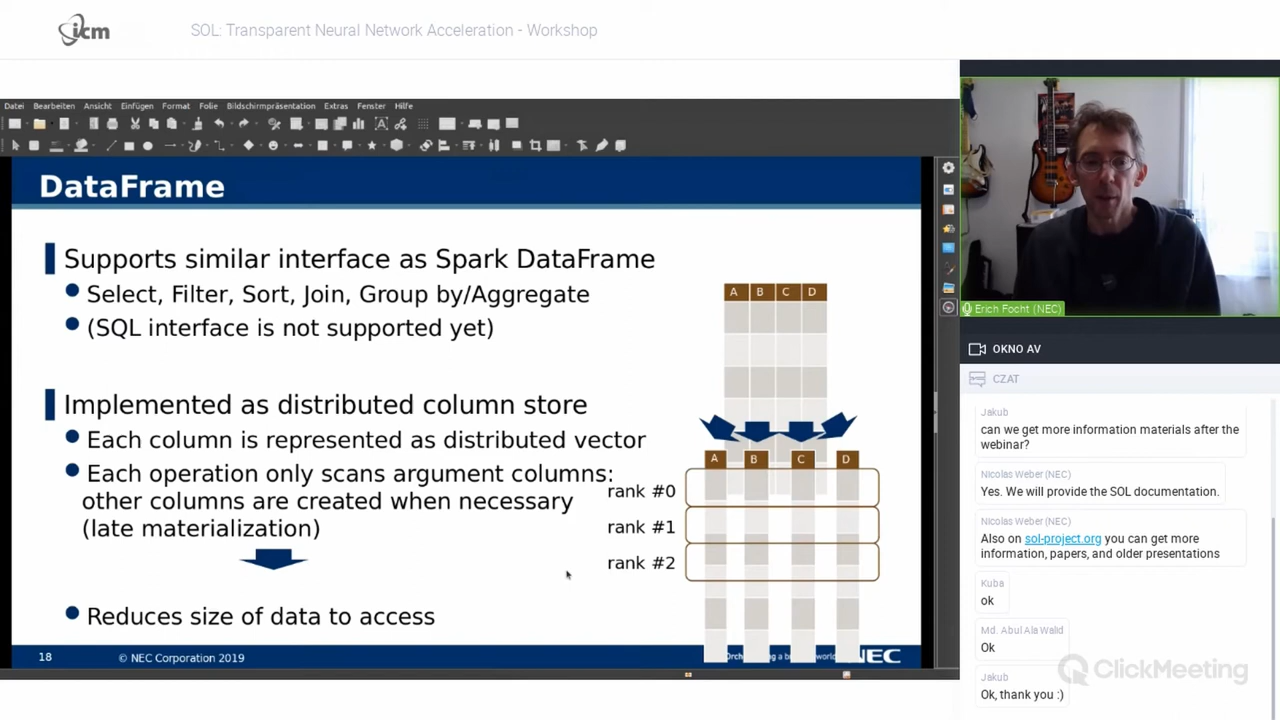 icm
SOL: Transparent Neural Network Acceleration - Workshop
Datei Bearbeiten Ansicht Einfügen Format Folie Bildschirmpräsentation Extras Fenster Hilfe
DataFrame
Supports similar interface as Spark DataFrame
Select, Filter, Sort, Join, Group by/Aggregate
(SQL interface is not supported yet)
Implemented as distributed column store
Each column is represented as distributed vector
Each operation only scans argument columns:
other columns are created when necessary
(late materialization)
Reduces size of data to access
A B C D
A B C D
rank #0
rank #1
rank #2
18 © NEC Corporation 2019
NEC
Erich Focht (NEC)
OKNO AV
CZAT
Jakub
can we get more information materials after the
webinar?
Nicolas Weber (NEC)
Yes. We will provide the SOL documentation.
Nicolas Weber (NEC)
Also on sol-project.org you can get more
information, papers, and older presentations
Kuba
ok
Md. Abul Ala Walid
Ok
Jakub
Ok, thank you :)
ClickMeeting